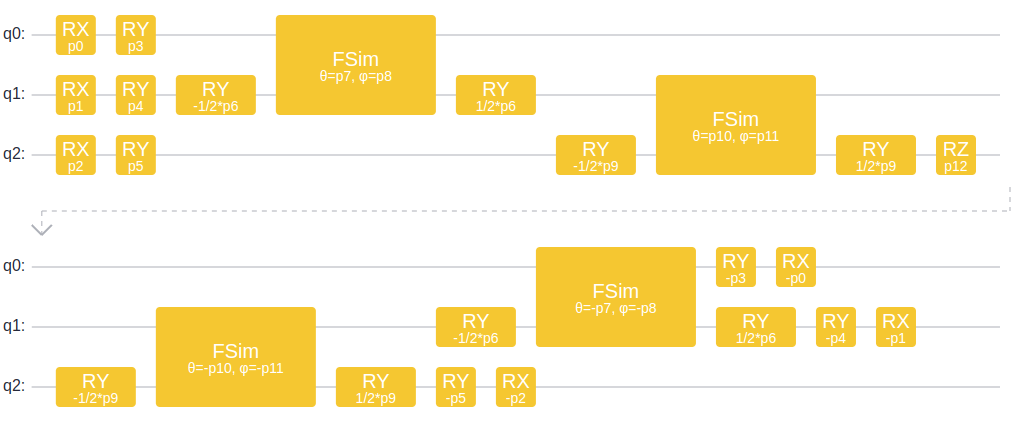 q0:
RX
p0
RY
p3
FSim
θ=p7, φ=p8
q1:
RX
p1
RY
p4
RY
-1/2*p6
RY
1/2*p6
FSim
θ=p10, φ=p11
q2:
RX
p2
RY
p5
RY
-1/2*p9
RY
1/2*p9
RZ
p12
q0:
FSim
θ=-p7, φ=-p8
RY
-p3
RX
-p0
q1:
FSim
θ=-p10, φ=-p11
RY
-1/2*p6
RY
1/2*p6
RY
-p4
RX
-p1
q2:
RY
-1/2*p9
RY
1/2*p9
RY
-p5
RX
-p2